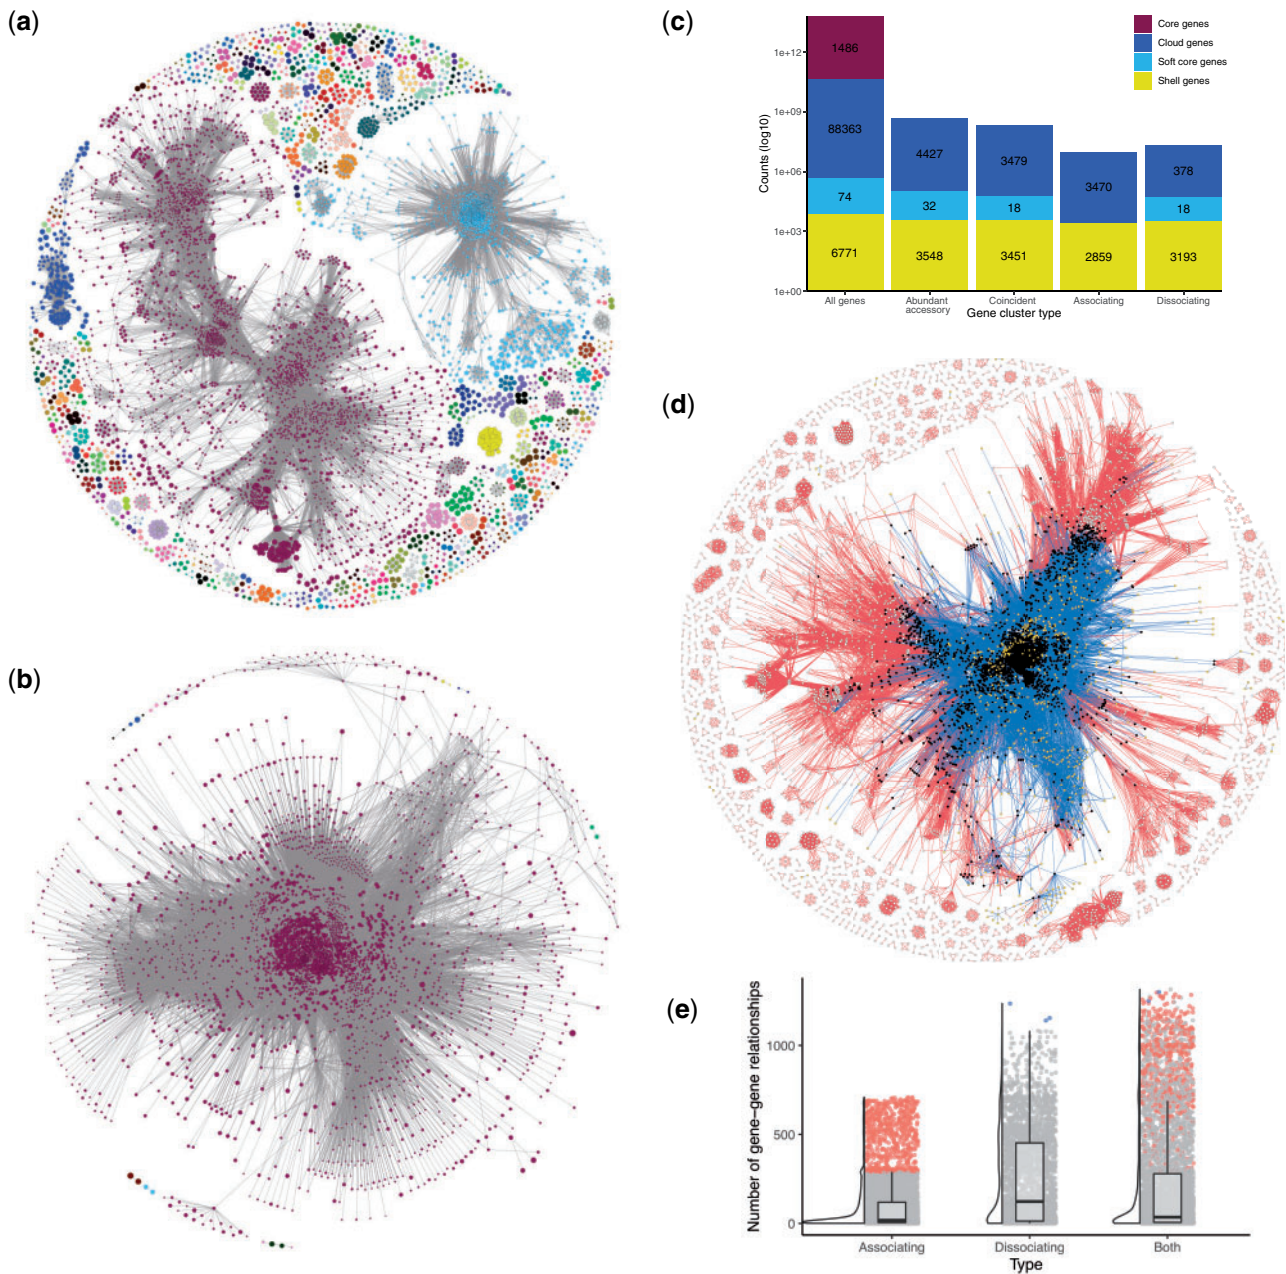 (a)
(b)
(c)
Counts (log10)
1e+12
1e+09
1e+06
1e+03
1e+00
1486
88363
74
6771
4427
32
3548
3479
18
3451
3470
2859
378
18
3193
All genes
Abundant
accessory
Coincident
Associating
Dissociating
Gene cluster type
Core genes
Cloud genes
Soft core genes
Shell genes
(d)
(e)
Number of gene−gene relationships
1000
500
0
Associating
Dissociating
Both
Type